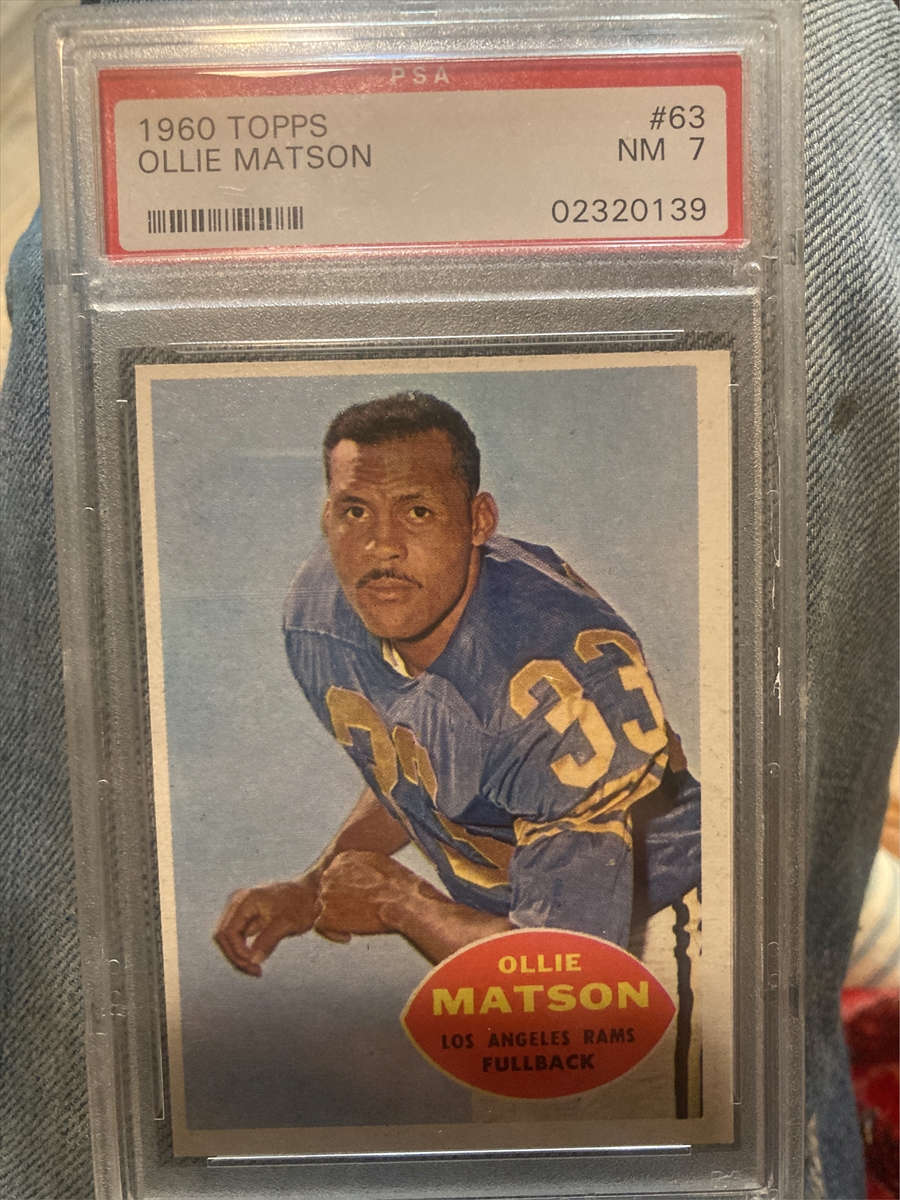 PSA
1960 TOPPS #63
OLLIE MATSON NM 7
02320139
33
33
OLLIE
MATSON
LOS ANGELES RAMS
FULLBACK